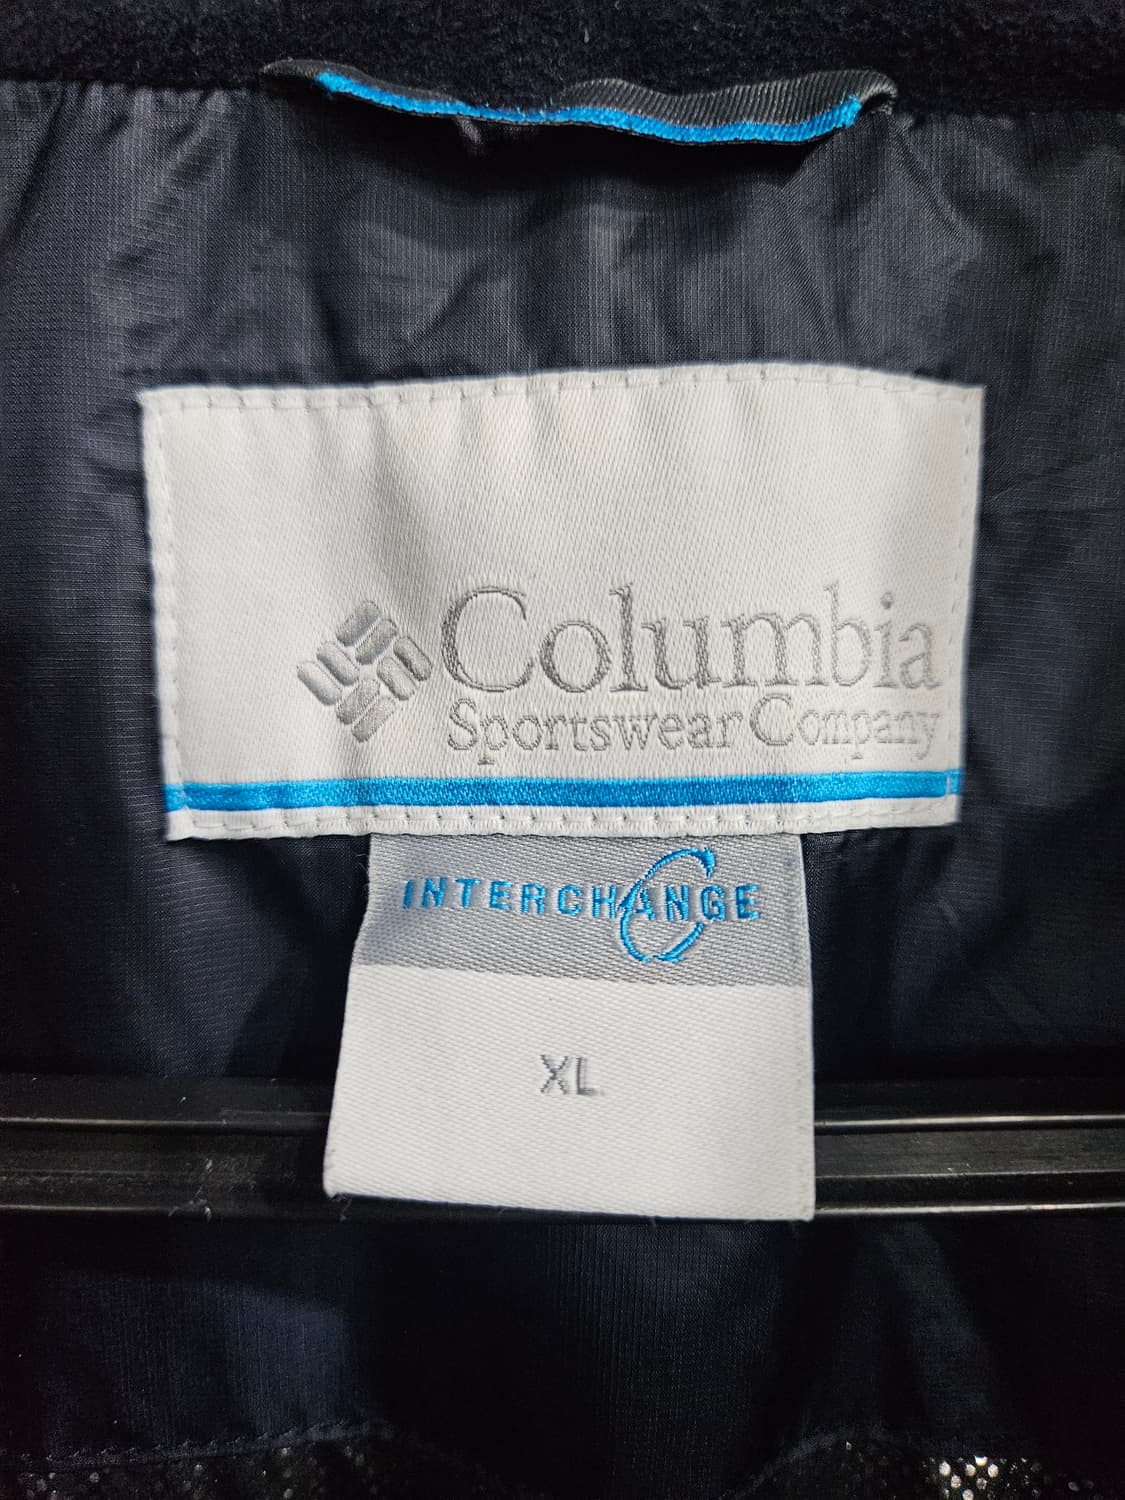 Columbia
Sportswear Company
INTERCHANGE
XL